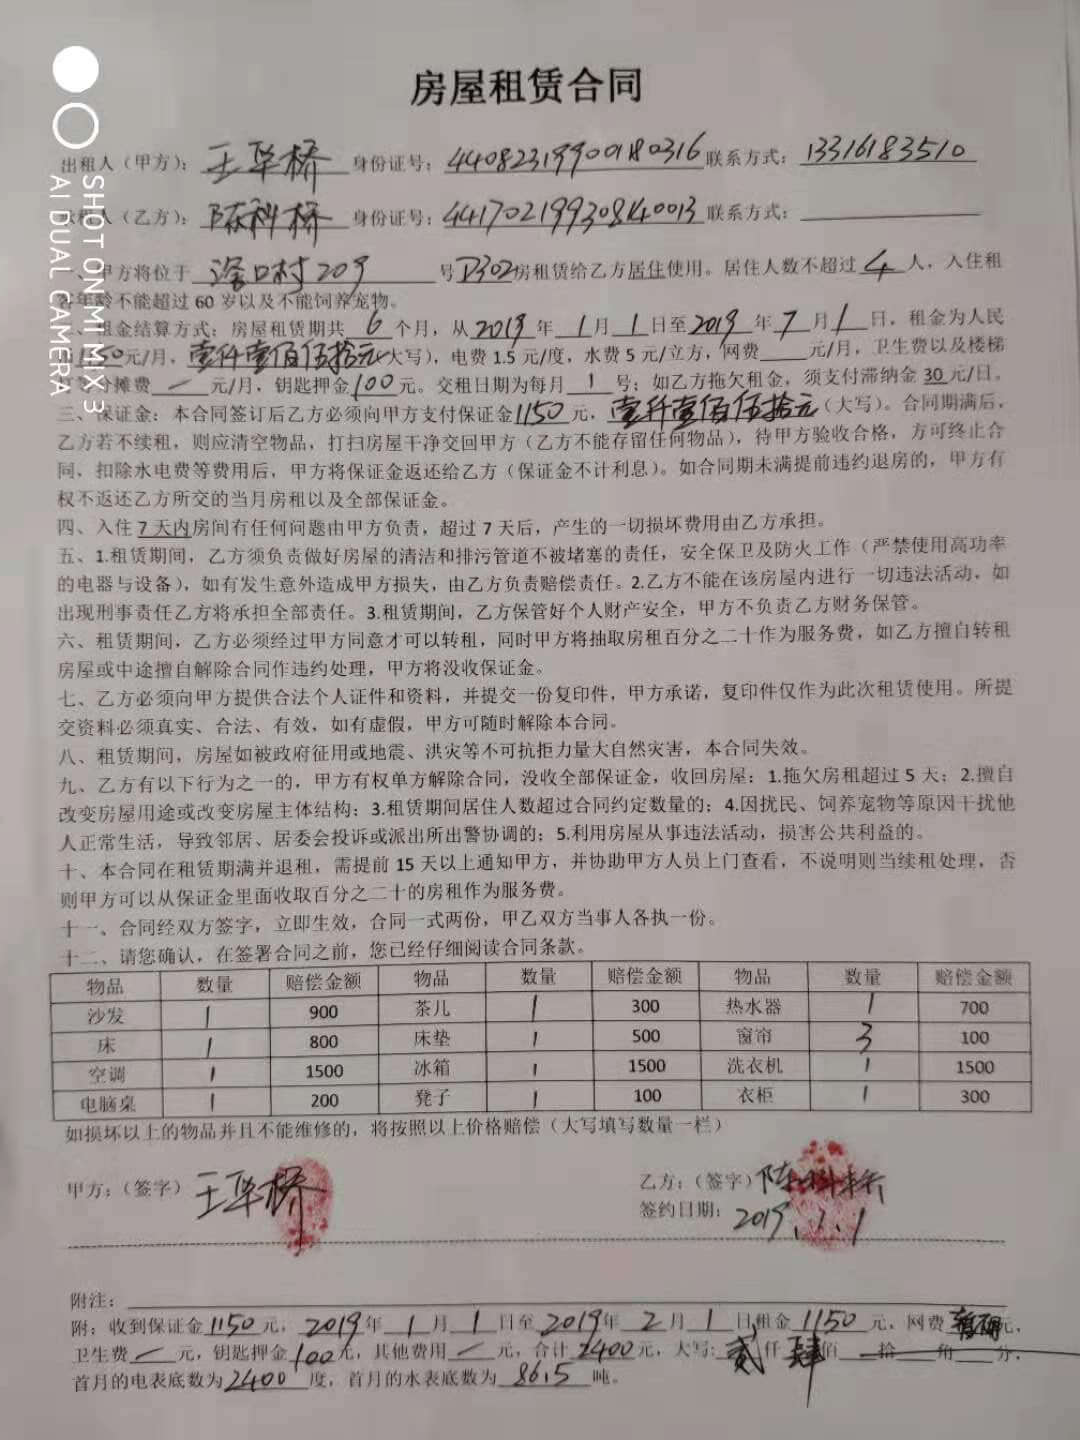 房屋租赁合同
出租人（甲方）：王华桥 身份证号：440823199001180316 联系方式：13316183510
SHOT ON MI MIX 3
AI DUAL CAMERA
租人（乙方）：陈科桥 身份证号：441702199308140013 联系方式：
一、甲方将位于 滘口村209 号D302房租赁给乙方居住使用。居住人数不超过 4 人，入住租
客年龄不能超过 60 岁以及不能饲养宠物。
租金结算方式：房屋租赁期共 6 个月，从2019 年 1 月 1 日至2019 年 7 月 1 日，租金为人民
1150元/月，壹仟壹佰伍拾元(大写)，电费 1.5 元/度，水费 5 元/立方，网费 元/月，卫生费以及楼梯
分摊费 — 元/月，钥匙押金100元。交租日期为每月 1 号；如乙方拖欠租金，须支付滞纳金 30 元/日。
三、保证金：本合同签订后乙方必须向甲方支付保证金1150元，壹仟壹佰伍拾元（大写）。合同期满后，
乙方若不续租，则应清空物品，打扫房屋干净交回甲方（乙方不能存留任何物品），待甲方验收合格，方可终止合
同、扣除水电费等费用后，甲方将保证金返还给乙方（保证金不计利息）。如合同期未满提前违约退房的，甲方有
权不返还乙方所交的当月房租以及全部保证金。
四、入住 7 天内房间有任何问题由甲方负责，超过 7 天后，产生的一切损坏费用由乙方承担。
五、1.租赁期间，乙方须负责做好房屋的清洁和排污管道不被堵塞的责任，安全保卫及防火工作（严禁使用高功率
的电器与设备），如有发生意外造成甲方损失，由乙方负责赔偿责任。2.乙方不能在该房屋内进行一切违法活动，如
出现刑事责任乙方将承担全部责任。3.租赁期间，乙方保管好个人财产安全，甲方不负责乙方财务保管。
六、租赁期间，乙方必须经过甲方同意才可以转租，同时甲方将抽取房租百分之二十作为服务费，如乙方擅自转租
房屋或中途擅自解除合同作违约处理，甲方将没收保证金。
七、乙方必须向甲方提供合法个人证件和资料，并提交一份复印件，甲方承诺，复印件仅作为此次租赁使用。所提
交资料必须真实、合法、有效，如有虚假，甲方可随时解除本合同。
八、租赁期间，房屋如被政府征用或地震、洪灾等不可抗拒力量大自然灾害，本合同失效。
九、乙方有以下行为之一的，甲方有权单方解除合同，没收全部保证金，收回房屋：1.拖欠房租超过 5 天；2.擅自
改变房屋用途或改变房屋主体结构；3.租赁期间居住人数超过合同约定数量的；4.因扰民、饲养宠物等原因干扰他
人正常生活，导致邻居、居委会投诉或派出所出警协调的；5.利用房屋从事违法活动，损害公共利益的。
十、本合同在租赁期满并退租，需提前 15 天以上通知甲方，并协助甲方人员上门查看，不说明则当续租处理，否
则甲方可以从保证金里面收取百分之二十的房租作为服务费。
十一、合同经双方签字，立即生效，合同一式两份，甲乙双方当事人各执一份。
十二、请您确认，在签署合同之前，您已经仔细阅读合同条款。
物品 数量 赔偿金额 物品 数量 赔偿金额 物品 数量 赔偿金额
沙发 1 900 茶几 1 300 热水器 1 700
床 1 800 床垫 1 500 窗帘 3 100
空调 1 1500 冰箱 1 1500 洗衣机 1 1500
电脑桌 1 200 凳子 1 100 衣柜 1 300
如损坏以上的物品并且不能维修的，将按照以上价格赔偿（大写填写数量一栏）
甲方：（签字）王华桥 乙方：（签字）陈科桥
签约日期：2019.1.1
附注：
附：收到保证金1150元，2019年 1 月 1 日至2019年 2 月 1 日租金 1150 元，网费 元，
卫生费 — 元，钥匙押金100元，其他费用 — 元，合计2400元，大写：贰 仟 肆 佰 拾 角 分，
首月的电表底数为2400度，首月的水表底数为 86.5 吨。